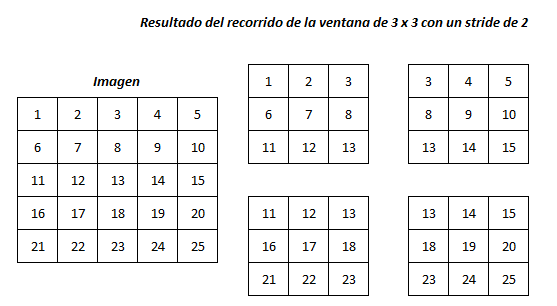 Resultado del recorrido de la ventana de 3 x 3 con un stride de 2
Imagen
1 2 3 4 5
6 7 8 9 10
11 12 13 14 15
16 17 18 19 20
21 22 23 24 25
1 2 3
6 7 8
11 12 13
3 4 5
8 9 10
13 14 15
11 12 13
16 17 18
21 22 23
13 14 15
18 19 20
23 24 25